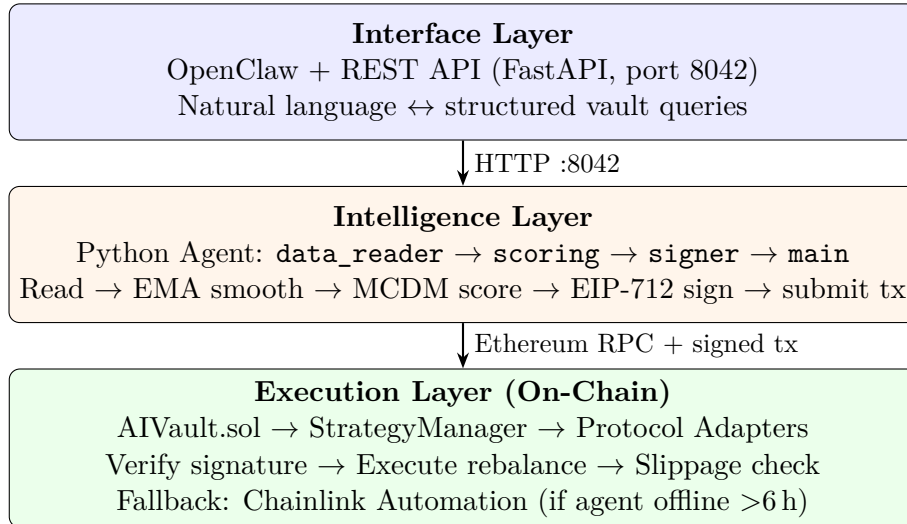 Interface Layer
OpenClaw + REST API (FastAPI, port 8042)
Natural language ↔ structured vault queries
HTTP :8042
Intelligence Layer
Python Agent: data_reader → scoring → signer → main
Read → EMA smooth → MCDM score → EIP-712 sign → submit tx
Ethereum RPC + signed tx
Execution Layer (On-Chain)
AIVault.sol → StrategyManager → Protocol Adapters
Verify signature → Execute rebalance → Slippage check
Fallback: Chainlink Automation (if agent offline >6 h)